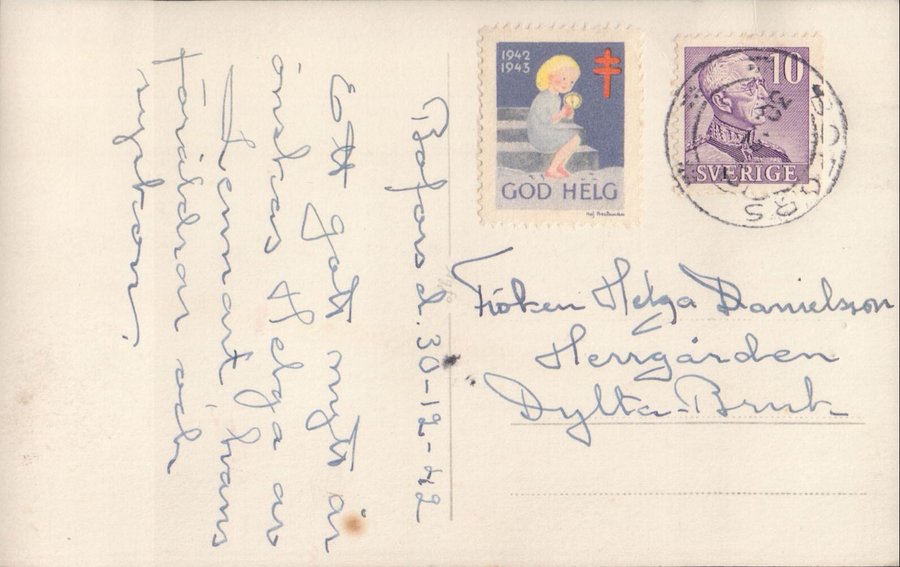 Bofors d. 30-12-42
Ett gott nytt år
önskas Helga av
Lennart hans
föräldrar och
syskon.
1942
1943
GOD HELG
10
SVERIGE
BOFORS
Fröken Helga Danielsson
Herrgården
Dylta-Bruk